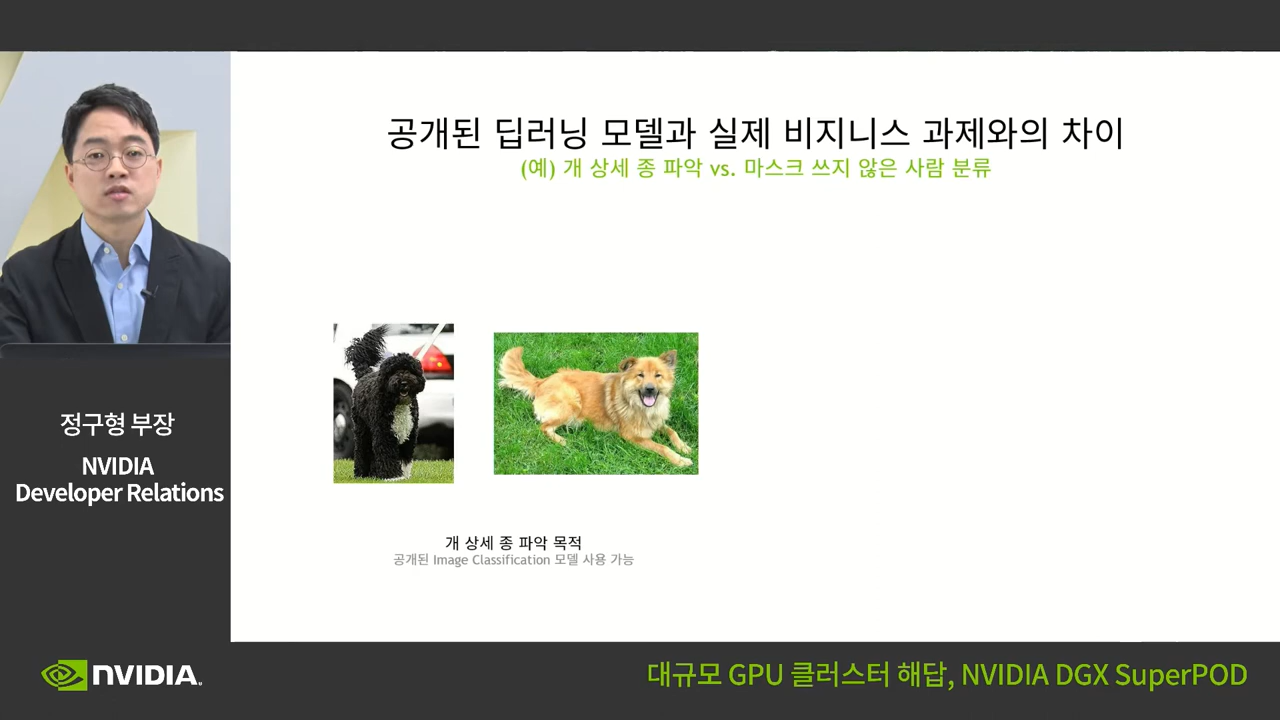 공개된 딥러닝 모델과 실제 비지니스 과제와의 차이
(예) 개 상세 종 파악 vs. 마스크 쓰지 않은 사람 분류
개 상세 종 파악 목적
공개된 Image Classification 모델 사용 가능
정구형 부장
NVIDIA
Developer Relations
NVIDIA.
대규모 GPU 클러스터 해답, NVIDIA DGX SuperPOD